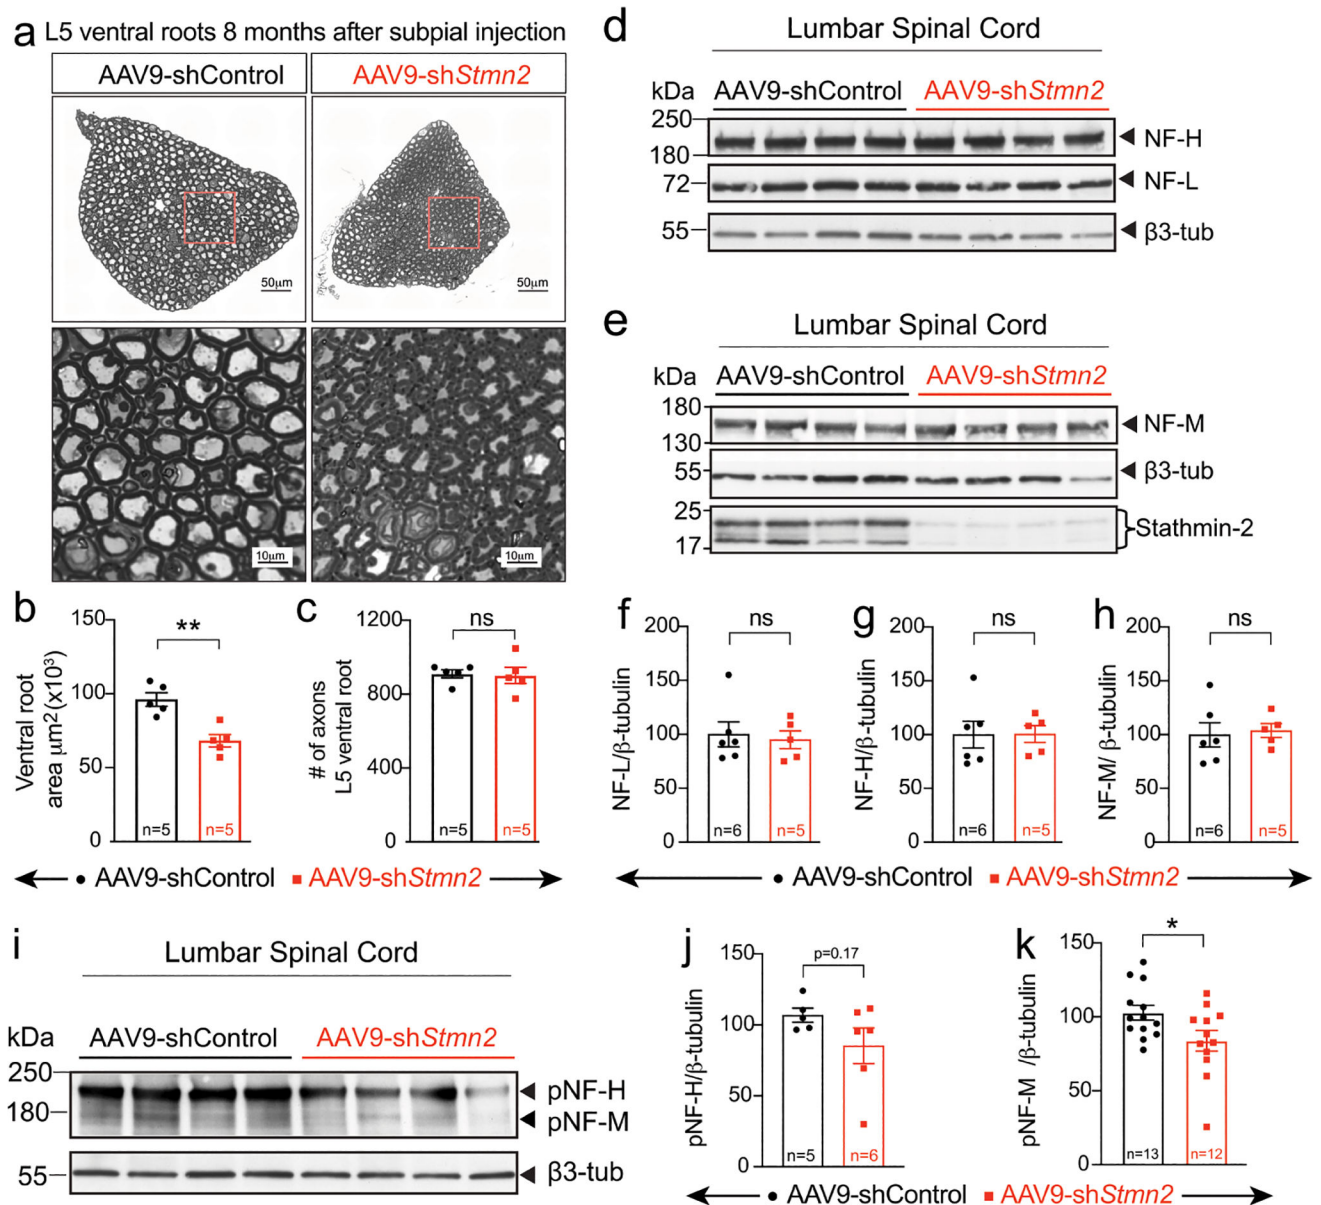 a L5 ventral roots 8 months after subpial injection
AAV9-shControl
AAV9-shStmn2
50µm
50µm
10µm
10µm
b
150
100
50
0
Ventral root
area µm²(x10³)
**
n=5
n=5
c
1200
800
400
0
# of axons
L5 ventral root
ns
n=5
n=5
AAV9-shControl
AAV9-shStmn2
d
Lumbar Spinal Cord
kDa
AAV9-shControl
AAV9-shStmn2
250
180
NF-H
72
NF-L
55
β3-tub
e
Lumbar Spinal Cord
kDa
AAV9-shControl
AAV9-shStmn2
180
130
NF-M
55
β3-tub
25
17
Stathmin-2
f
200
150
100
50
0
NF-L/β-tubulin
ns
n=6
n=5
g
200
150
100
50
0
NF-H/β-tubulin
ns
n=6
n=5
h
200
150
100
50
0
NF-M/ β-tubulin
ns
n=6
n=5
AAV9-shControl
AAV9-shStmn2
i
Lumbar Spinal Cord
kDa
AAV9-shControl
AAV9-shStmn2
250
180
pNF-H
pNF-M
55
β3-tub
j
150
100
50
0
pNF-H/β-tubulin
p=0.17
n=5
n=6
k
150
100
50
0
pNF-M /β-tubulin
*
n=13
n=12
AAV9-shControl
AAV9-shStmn2